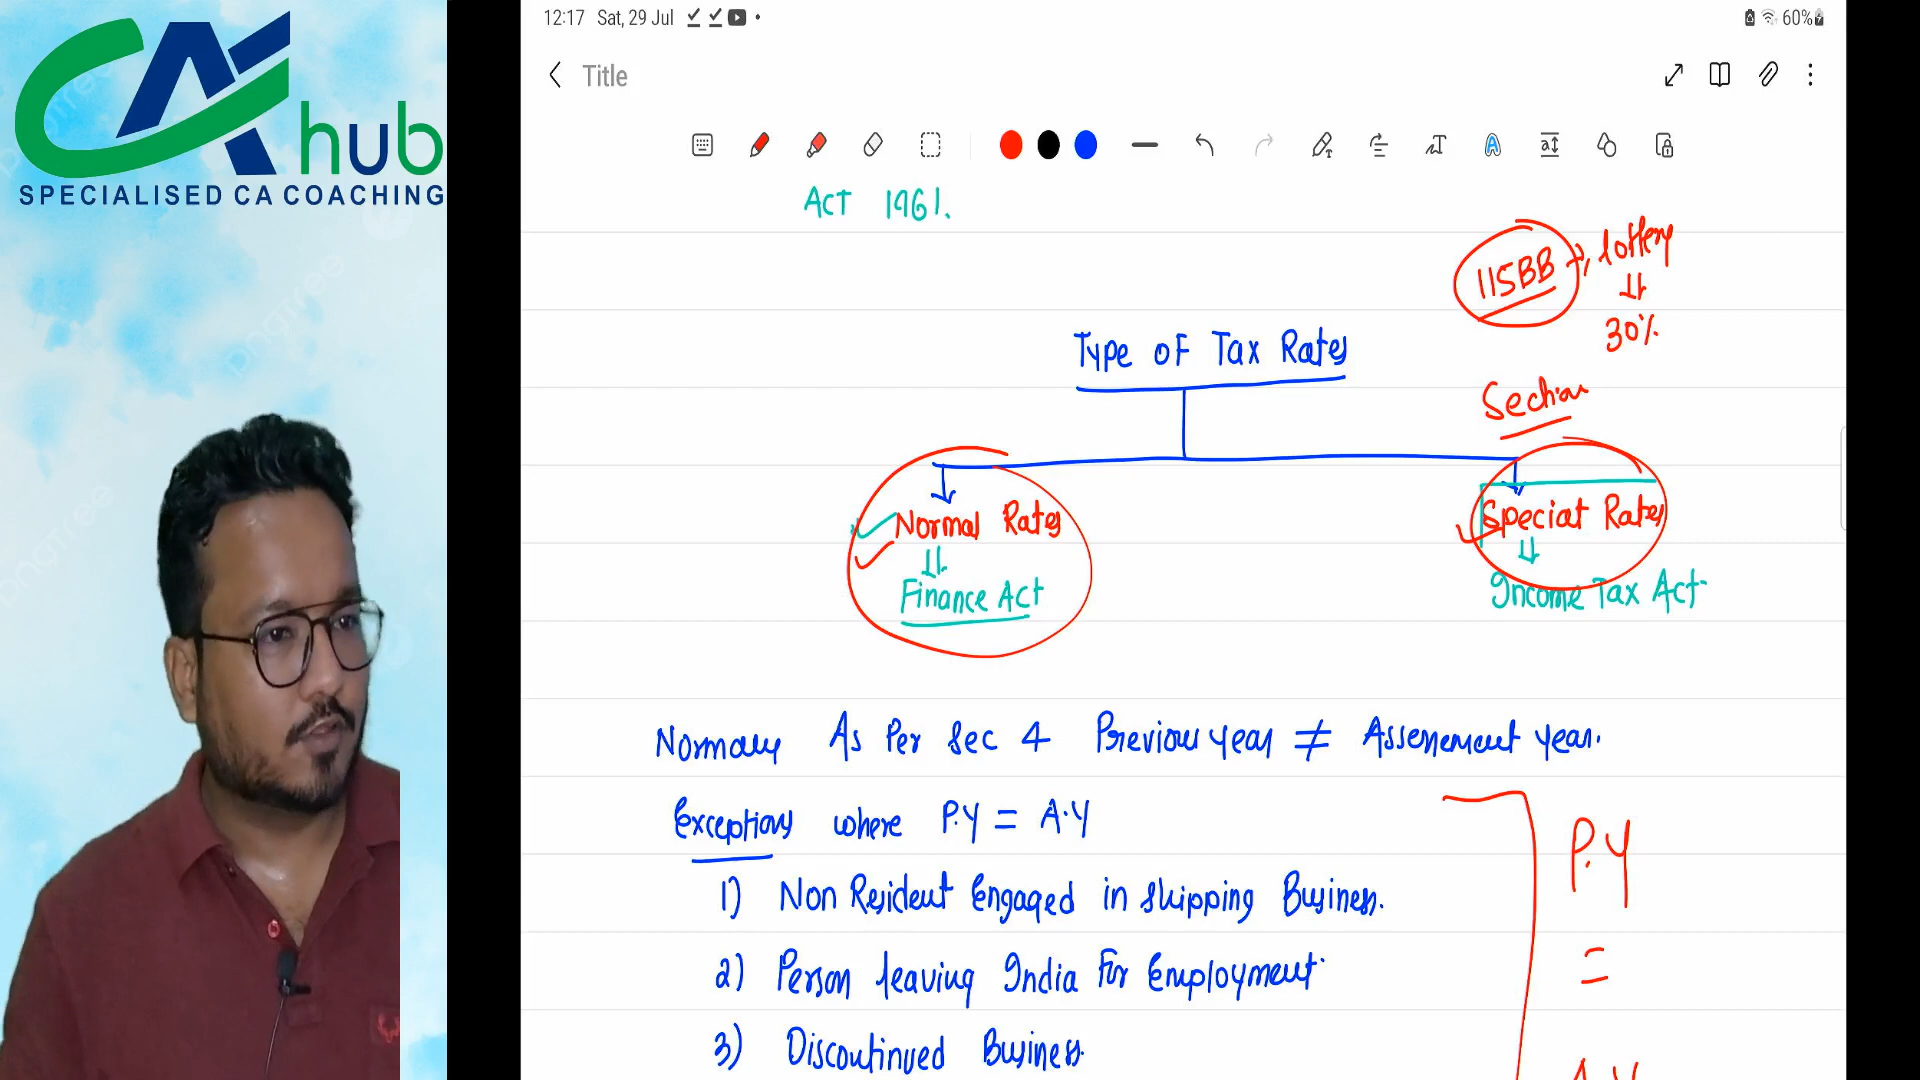 CA
hub
SPECIALISED CA COACHING
12:17 Sat, 29 Jul
60%
Title
ACT 1961.
115BB lottery
30%
Type of Tax Rates
Section
Normal Rates
Special Rates
Finance Act
Income Tax Act
Normally As Per Sec 4 Previous year ≠ Assessment year.
Exceptions where P.Y = A.Y
1) Non Resident Engaged in Shipping Business.
2) Person leaving India For Employment
3) Discontinued Business.
P.Y
=